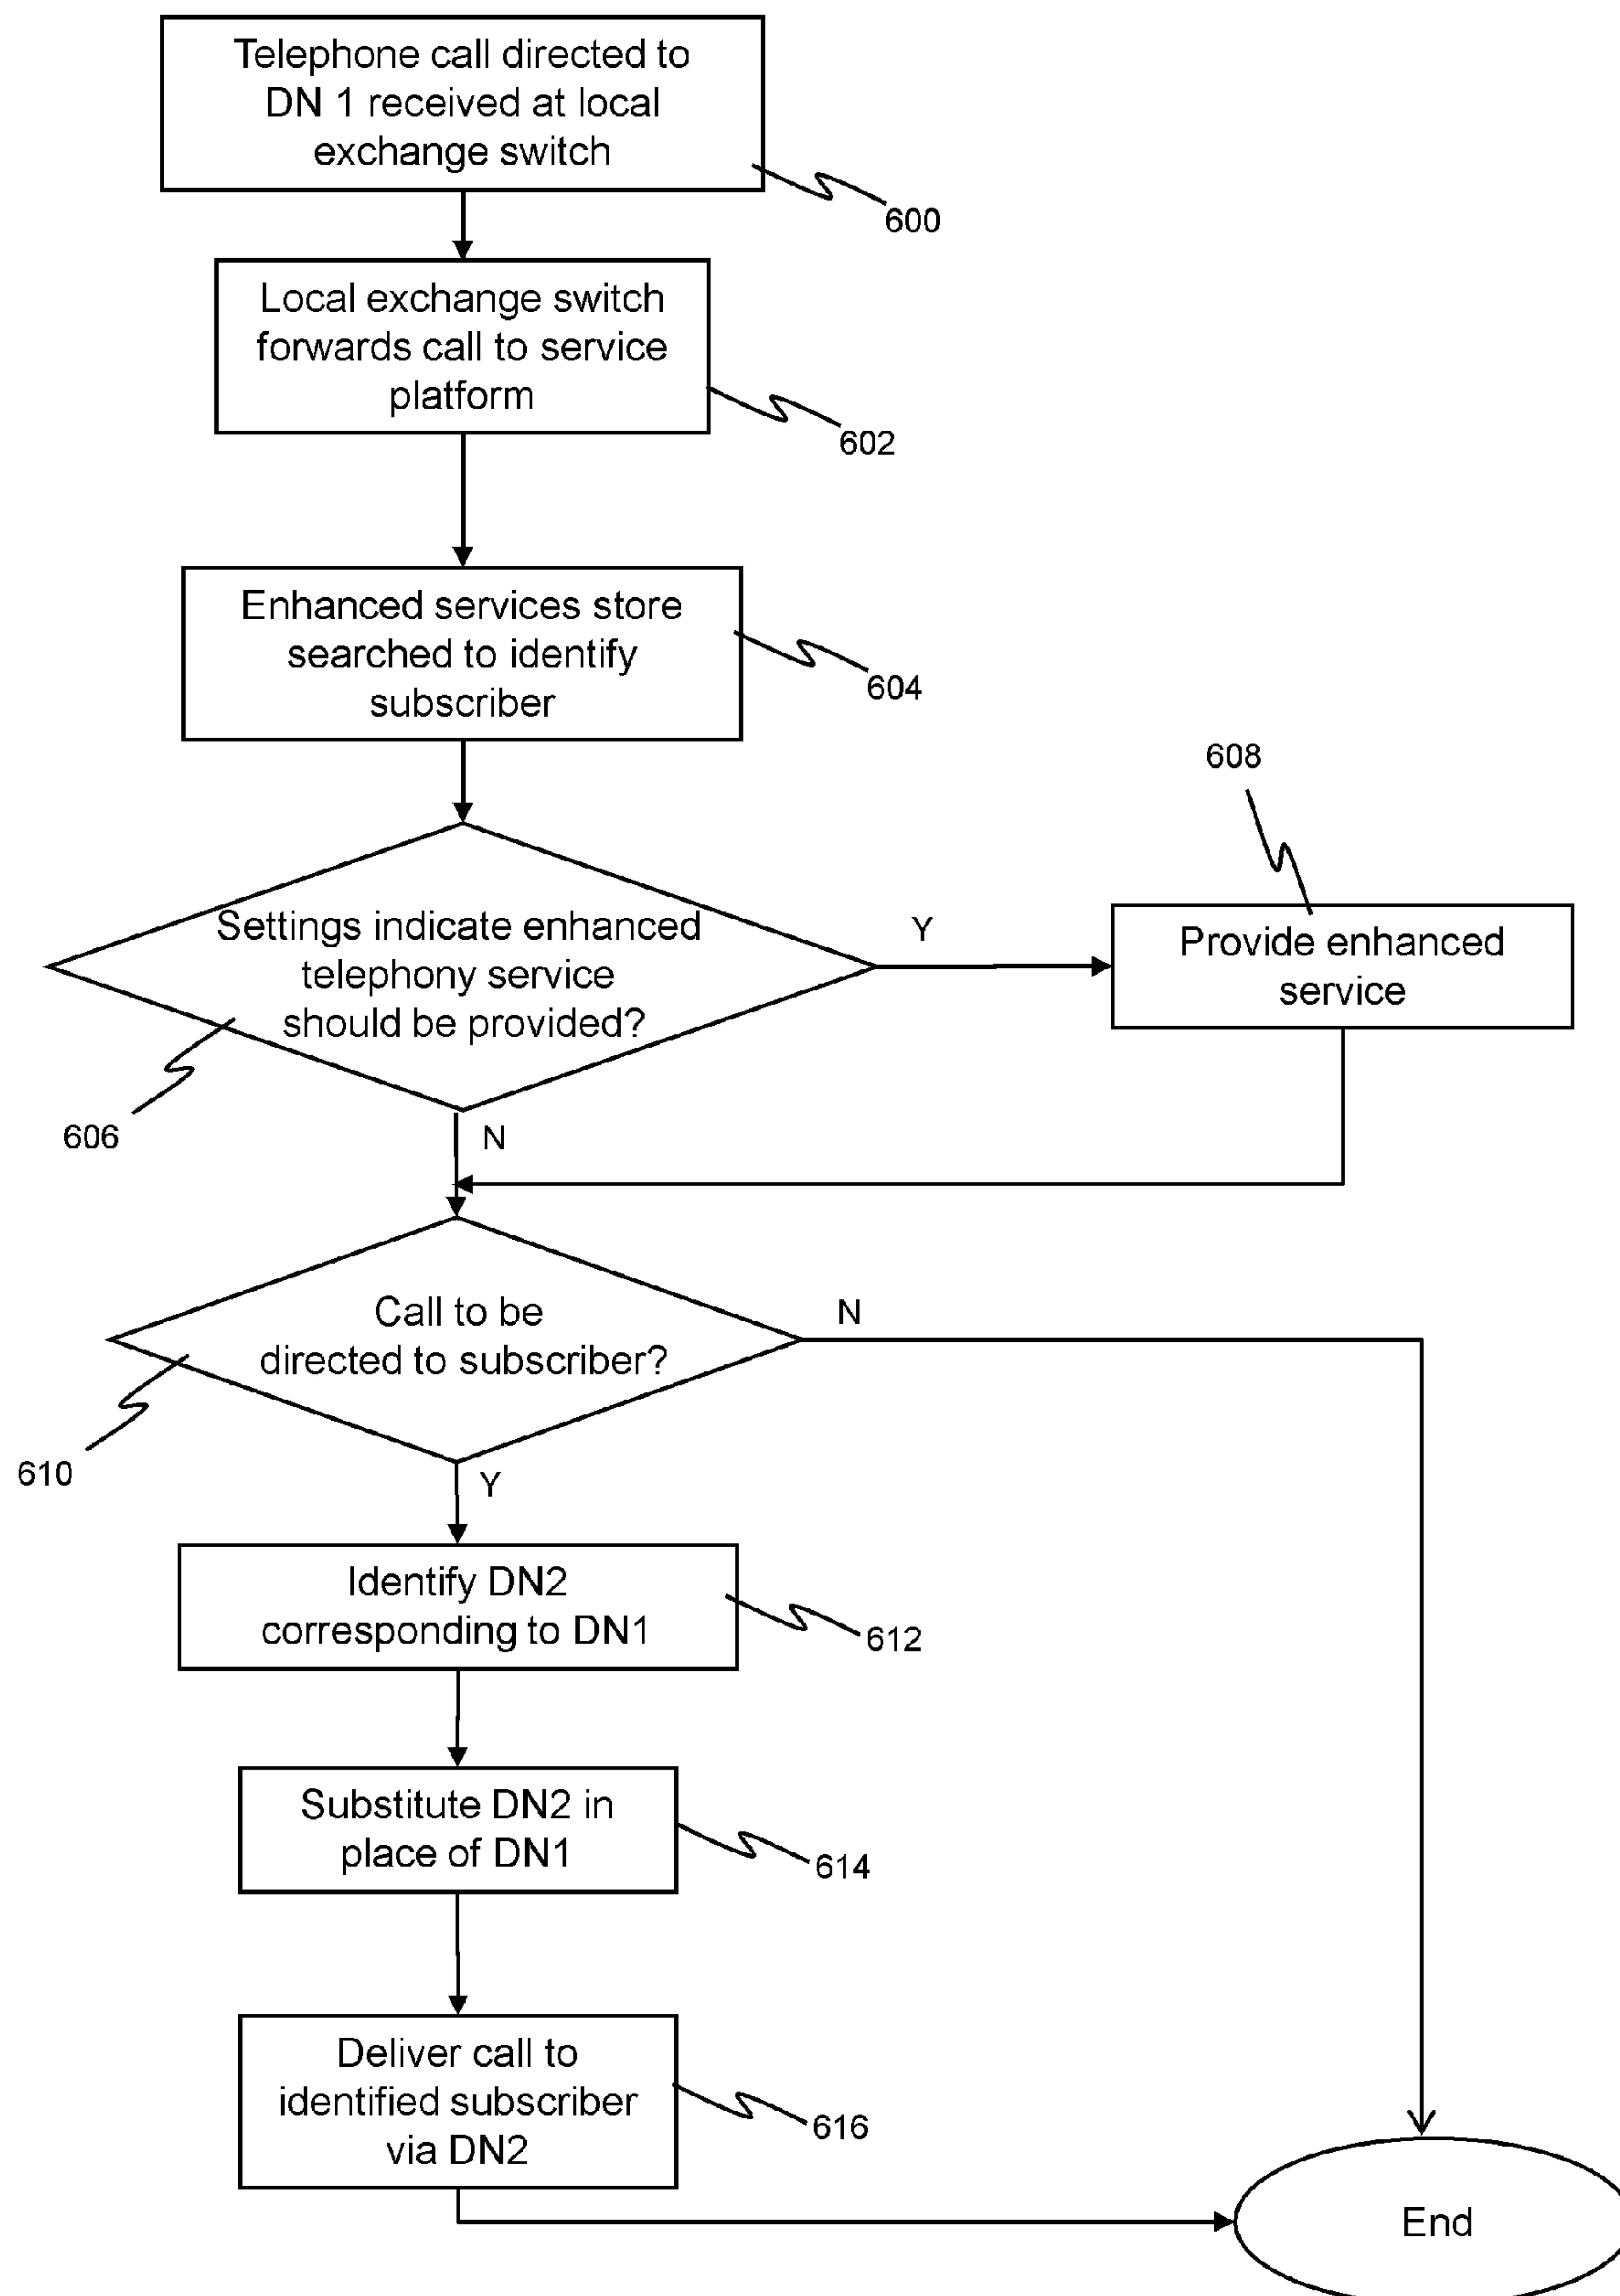 Telephone call directed to
DN 1 received at local
exchange switch
600
Local exchange switch
forwards call to service
platform
602
Enhanced services store
searched to identify
subscriber
604
608
Settings indicate enhanced
telephony service
should be provided?
Y
Provide enhanced
service
606
N
Call to be
directed to subscriber?
N
610
Y
Identify DN2
corresponding to DN1
612
Substitute DN2 in
place of DN1
614
Deliver call to
identified subscriber
via DN2
616
End